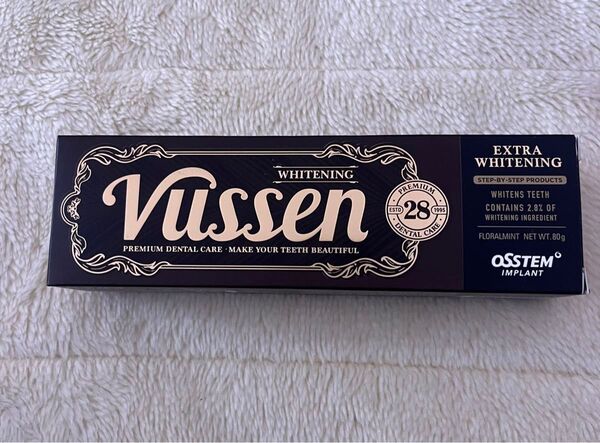 WHITENING
Vussen
PREMIUM DENTAL CARE · MAKE YOUR TEETH BEAUTIFUL
PREMIUM
ESTD 28 1995
DENTAL CARE
EXTRA
WHITENING
STEP-BY-STEP PRODUCTS
WHITENS TEETH
CONTAINS 2.8% OF
WHITENING INGREDIENT
FLORALMINT NET WT. 80g
OSSTEM
IMPLANT